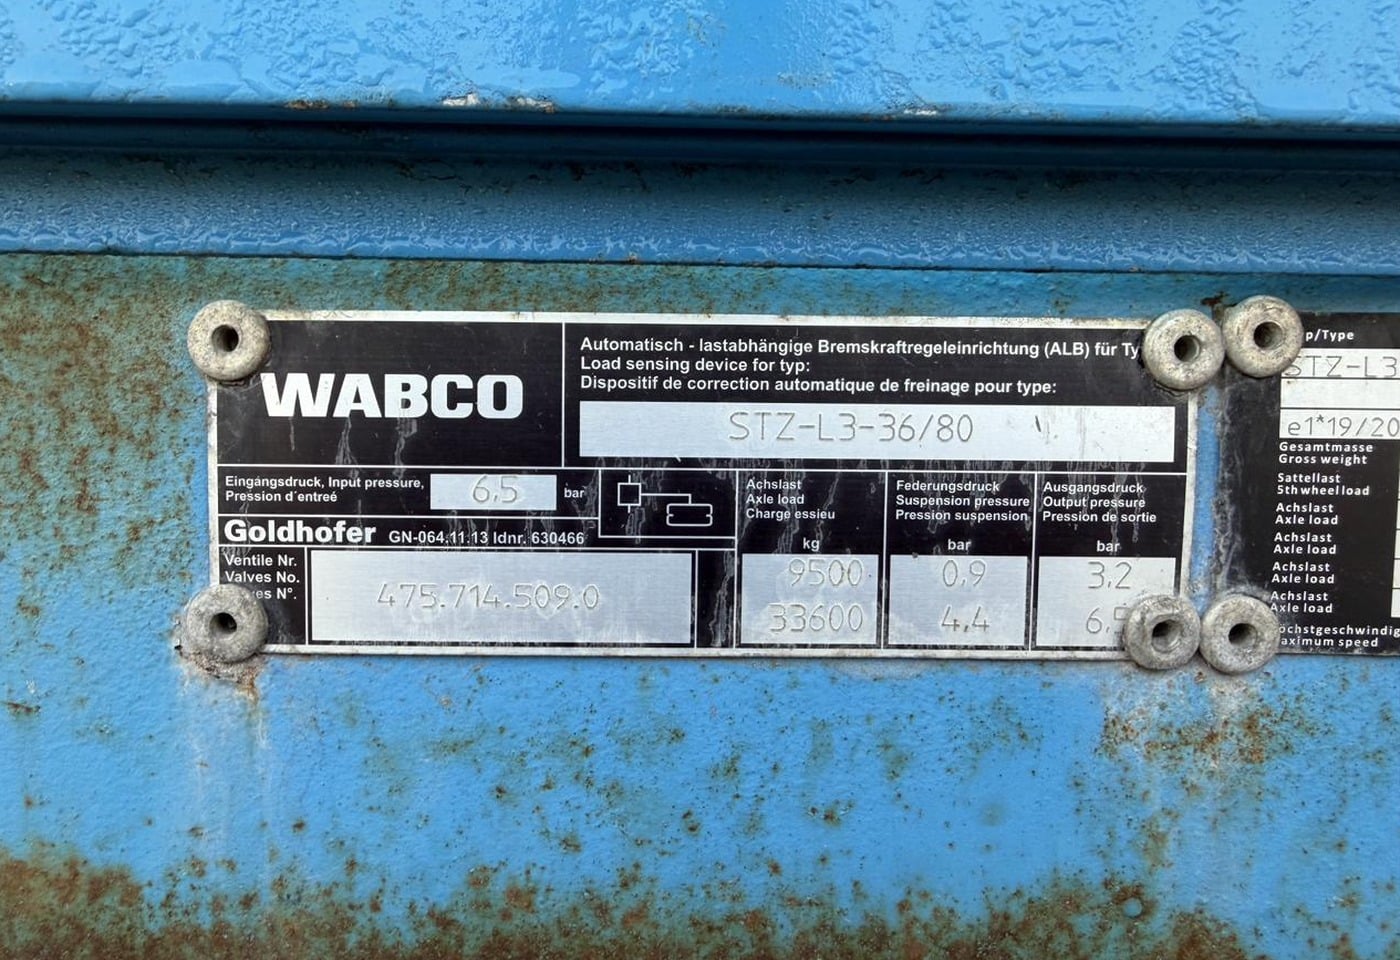 WABCO
Automatisch - lastabhängige Bremskraftregeleinrichtung (ALB) für
Load sensing device for typ:
Dispositif de correction automatique de freinage pour type:
STZ-L3-36/80
Eingangsdruck, Input pressure,
Pression d´entreé
6,5
bar
Goldhofer GN-064.11.13 Idnr. 630466
Ventile Nr.
Valves No.
N°.
475.714.509.0
Achslast
Axle load
Charge essieu
kg
9500
33600
Federungsdruck
Suspension pressure
Pression suspension
bar
0,9
4,4
Ausgangsdruck
Output pressure
Pression de sortie
bar
3,2
/Type
STZ-L3
e1*19/20
Gesamtmasse
Gross weight
Sattellast
5th wheel load
Achslast
Axle load
Achslast
Axle load
Achslast
Axle load
Achslast
Axle load
speed